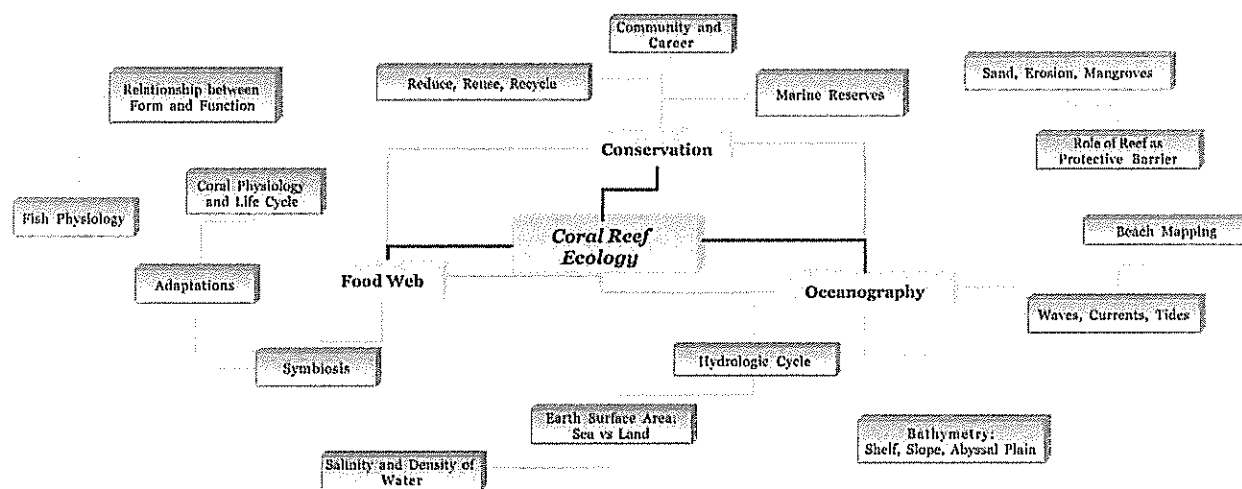 Community and
Career
Relationship between
Form and Function
Reduce, Reuse, Recycle
Marine Reserves
Sand, Erosion, Mangroves
Conservation
Role of Reef as
Protective Barrier
Coral Physiology
and Life Cycle
Fish Physiology
Coral Reef
Ecology
Beach Mapping
Adaptations
Food Web
Oceanography
Waves, Currents, Tides
Symbiosis
Hydrologic Cycle
Earth Surface Area:
Sea vs Land
Bathymetry:
Shelf, Slope, Abyssal Plain
Salinity and Density of
Water